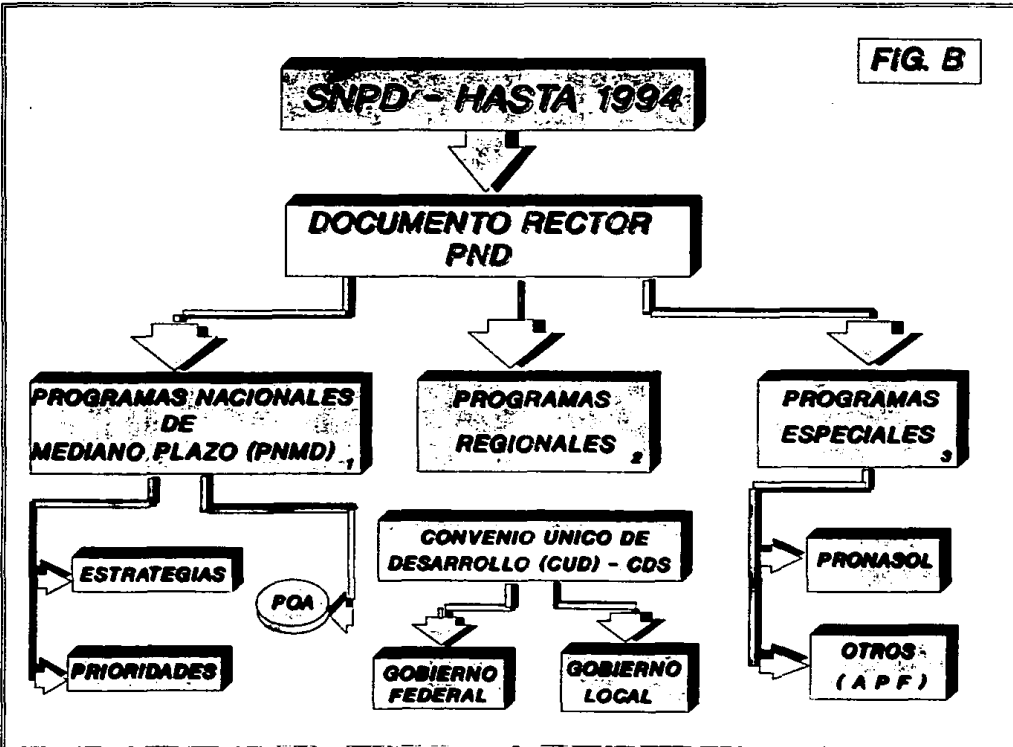 FIG. B
SNPD - HASTA 1994
DOCUMENTO RECTOR
PND
PROGRAMAS NACIONALES
DE
MEDIANO PLAZO (PNMD) 1
PROGRAMAS
REGIONALES 2
PROGRAMAS
ESPECIALES 3
ESTRATEGIAS
PRIORIDADES
POA
CONVENIO ÚNICO DE
DESARROLLO (CUD) - CDS
GOBIERNO
FEDERAL
GOBIERNO
LOCAL
PRONASOL
OTROS
( A P F )